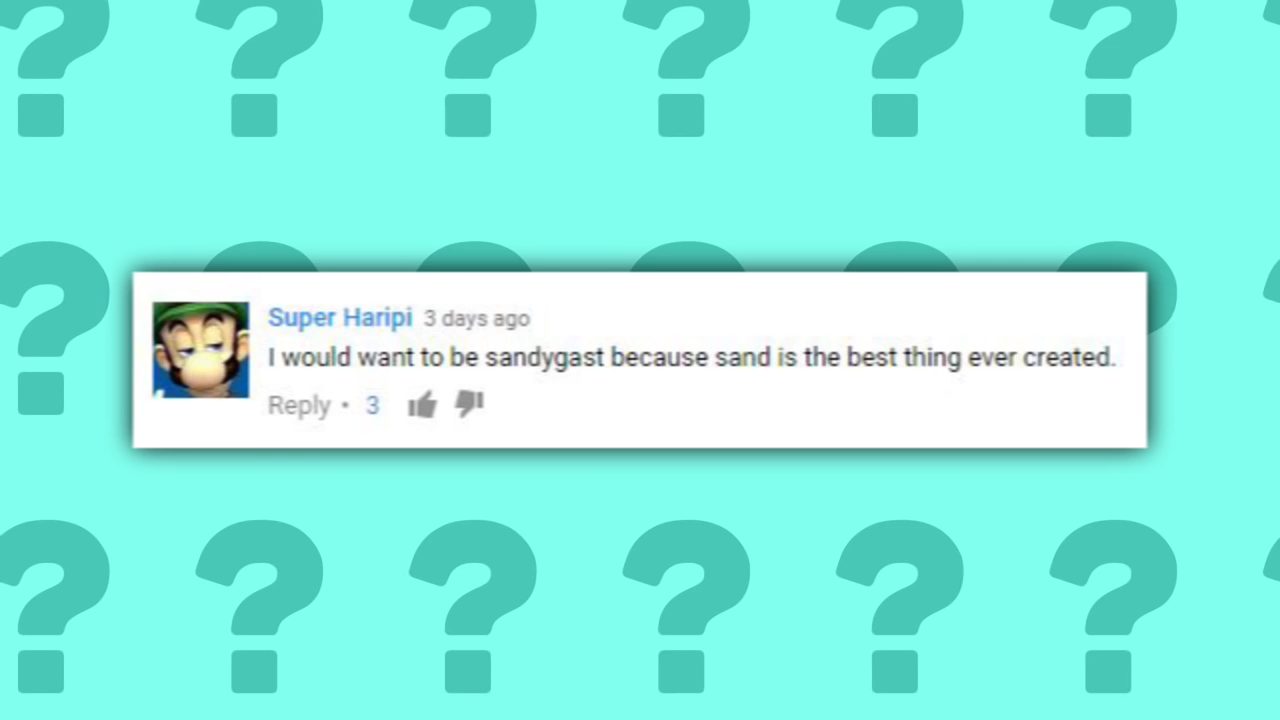 Super Haripi 3 days ago
I would want to be sandygast because sand is the best thing ever created.
Reply • 3